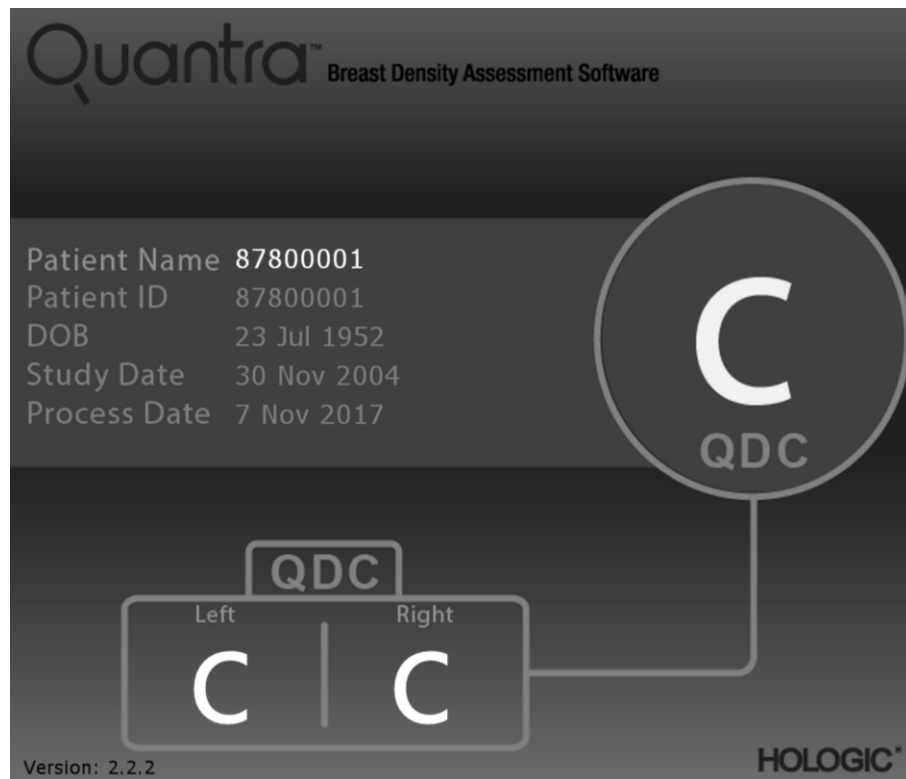 Quantra™ Breast Density Assessment Software
Patient Name 87800001
Patient ID 87800001
DOB 23 Jul 1952
Study Date 30 Nov 2004
Process Date 7 Nov 2017
C
QDC
QDC
Left Right
C C
Version: 2.2.2
HOLOGIC®